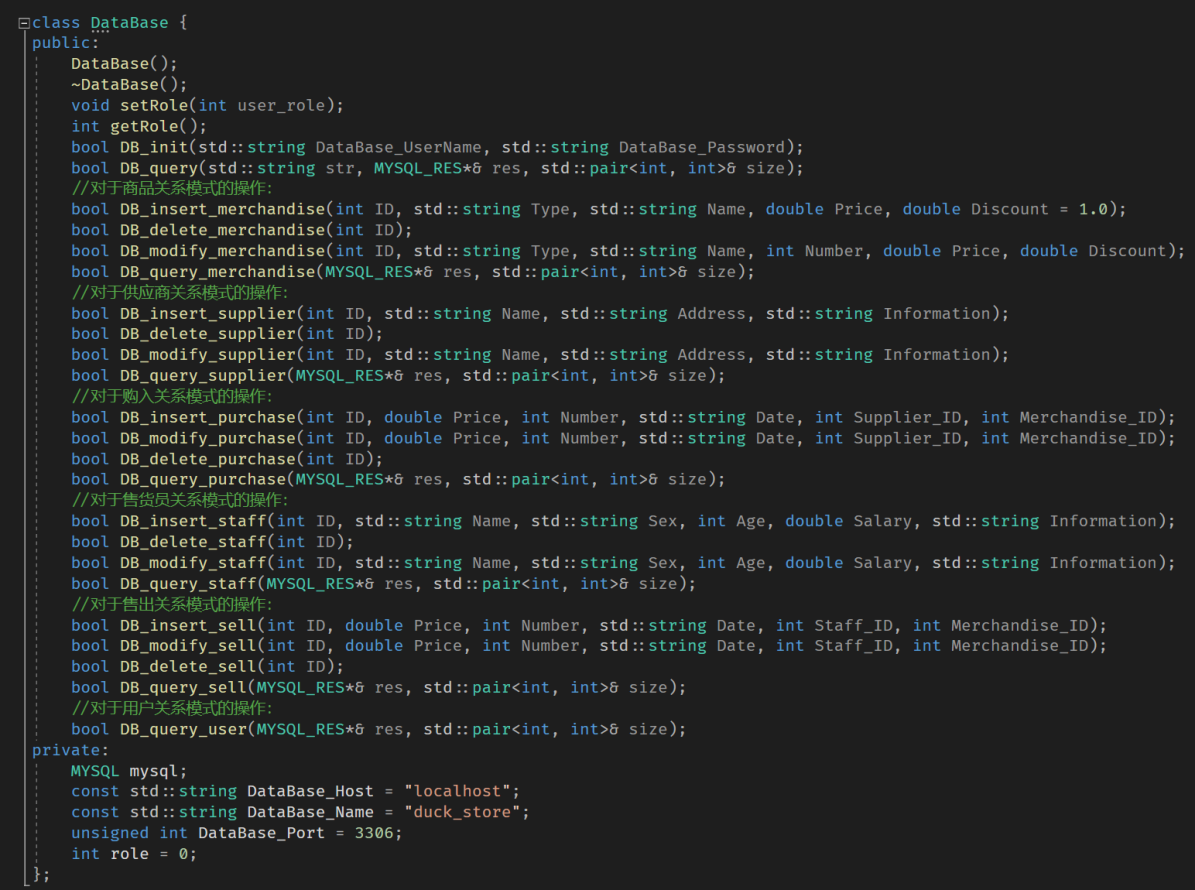 class DataBase {
public:
DataBase();
~DataBase();
void setRole(int user_role);
int getRole();
bool DB_init(std::string DataBase_UserName, std::string DataBase_Password);
bool DB_query(std::string str, MYSQL_RES*& res, std::pair<int, int>& size);
//对于商品关系模式的操作:
bool DB_insert_merchandise(int ID, std::string Type, std::string Name, double Price, double Discount = 1.0);
bool DB_delete_merchandise(int ID);
bool DB_modify_merchandise(int ID, std::string Type, std::string Name, int Number, double Price, double Discount);
bool DB_query_merchandise(MYSQL_RES*& res, std::pair<int, int>& size);
//对于供应商关系模式的操作:
bool DB_insert_supplier(int ID, std::string Name, std::string Address, std::string Information);
bool DB_delete_supplier(int ID);
bool DB_modify_supplier(int ID, std::string Name, std::string Address, std::string Information);
bool DB_query_supplier(MYSQL_RES*& res, std::pair<int, int>& size);
//对于购入关系模式的操作:
bool DB_insert_purchase(int ID, double Price, int Number, std::string Date, int Supplier_ID, int Merchandise_ID);
bool DB_modify_purchase(int ID, double Price, int Number, std::string Date, int Supplier_ID, int Merchandise_ID);
bool DB_delete_purchase(int ID);
bool DB_query_purchase(MYSQL_RES*& res, std::pair<int, int>& size);
//对于售货员关系模式的操作:
bool DB_insert_staff(int ID, std::string Name, std::string Sex, int Age, double Salary, std::string Information);
bool DB_delete_staff(int ID);
bool DB_modify_staff(int ID, std::string Name, std::string Sex, int Age, double Salary, std::string Information);
bool DB_query_staff(MYSQL_RES*& res, std::pair<int, int>& size);
//对于售出关系模式的操作:
bool DB_insert_sell(int ID, double Price, int Number, std::string Date, int Staff_ID, int Merchandise_ID);
bool DB_modify_sell(int ID, double Price, int Number, std::string Date, int Staff_ID, int Merchandise_ID);
bool DB_delete_sell(int ID);
bool DB_query_sell(MYSQL_RES*& res, std::pair<int, int>& size);
//对于用户关系模式的操作:
bool DB_query_user(MYSQL_RES*& res, std::pair<int, int>& size);
private:
MYSQL mysql;
const std::string DataBase_Host = "localhost";
const std::string DataBase_Name = "duck_store";
unsigned int DataBase_Port = 3306;
int role = 0;
};